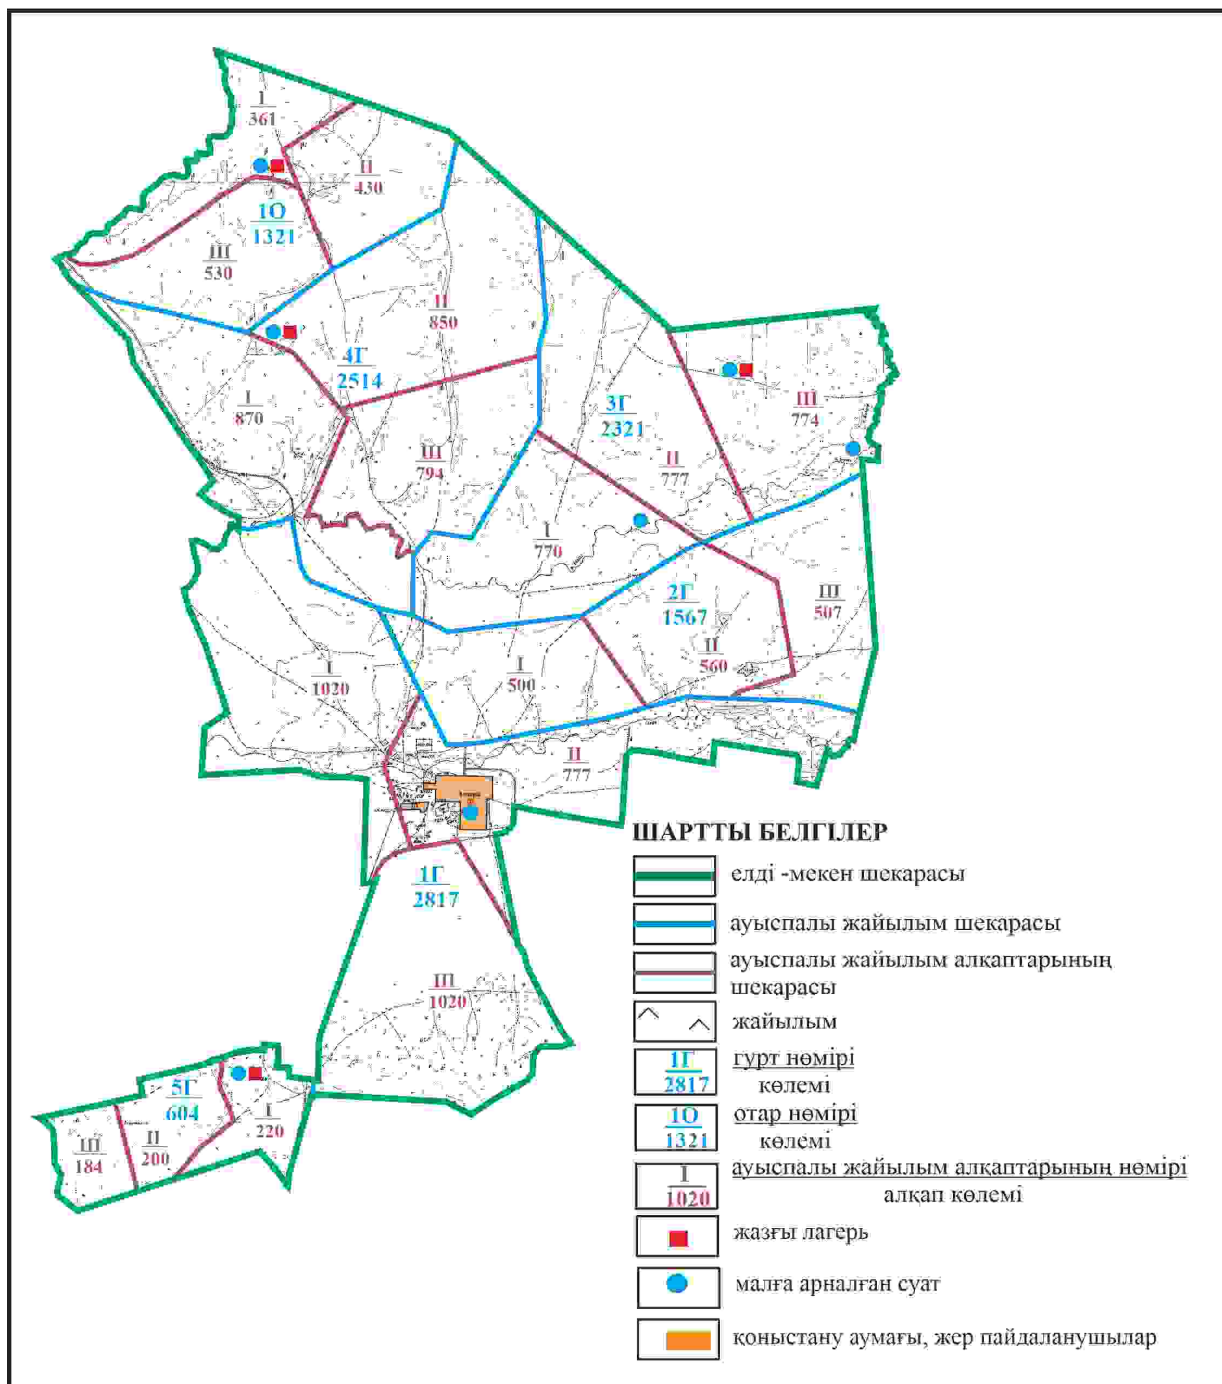 I
361
II
430
1О
1321
III
530
II
850
4Г
2514
I
870
III
794
3Г
2321
III
774
II
777
I
770
2Г
1567
III
507
II
560
I
500
I
1020
II
777
1Г
2817
III
1020
5Г
604
I
220
II
200
III
184
ШАРТТЫ БЕЛГІЛЕР
елді -мекен шекарасы
ауыспалы жайылым шекарасы
ауыспалы жайылым алқаптарының
шекарасы
жайылым
1Г
2817
гурт нөмірі
көлемі
1О
1321
отар нөмірі
көлемі
I
1020
ауыспалы жайылым алқаптарының нөмірі
алқап көлемі
жазғы лагерь
малға арналған суат
қоныстану аумағы, жер пайдаланушылар